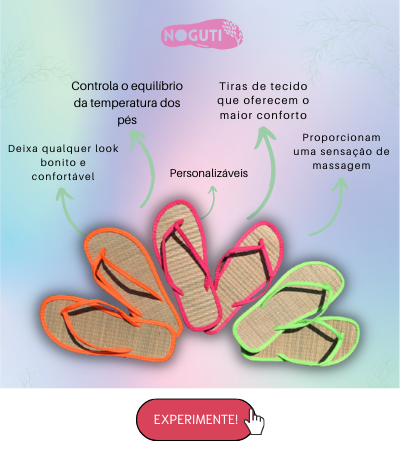 NOGUTI
Controla o equilíbrio
da temperatura dos
pés
Tiras de tecido
que oferecem o
maior conforto
Deixa qualquer look
bonito e
confortável
Personalizáveis
Proporcionam
uma sensação de
massagem
EXPERIMENTE!